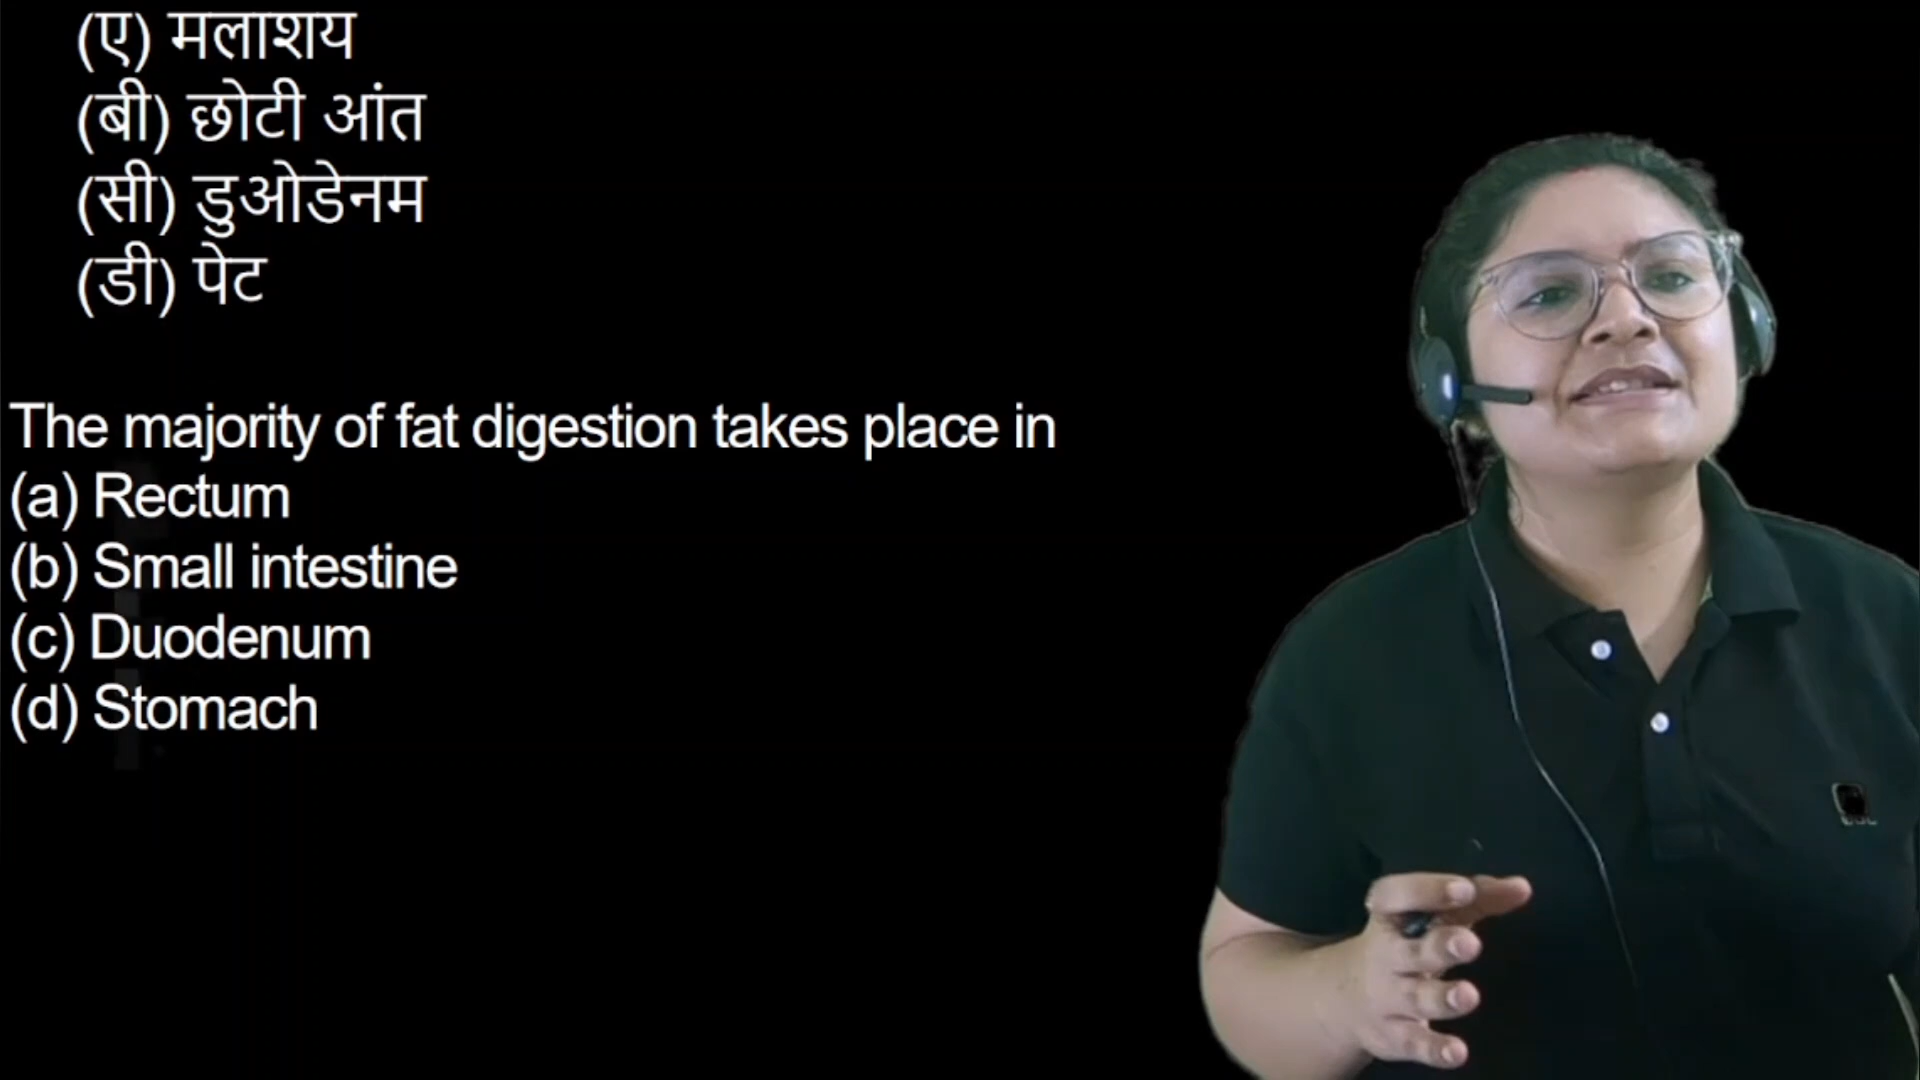 (ए) मलाशय
(बी) छोटी आंत
(सी) डुओडेनम
(डी) पेट
The majority of fat digestion takes place in
(a) Rectum
(b) Small intestine
(c) Duodenum
(d) Stomach